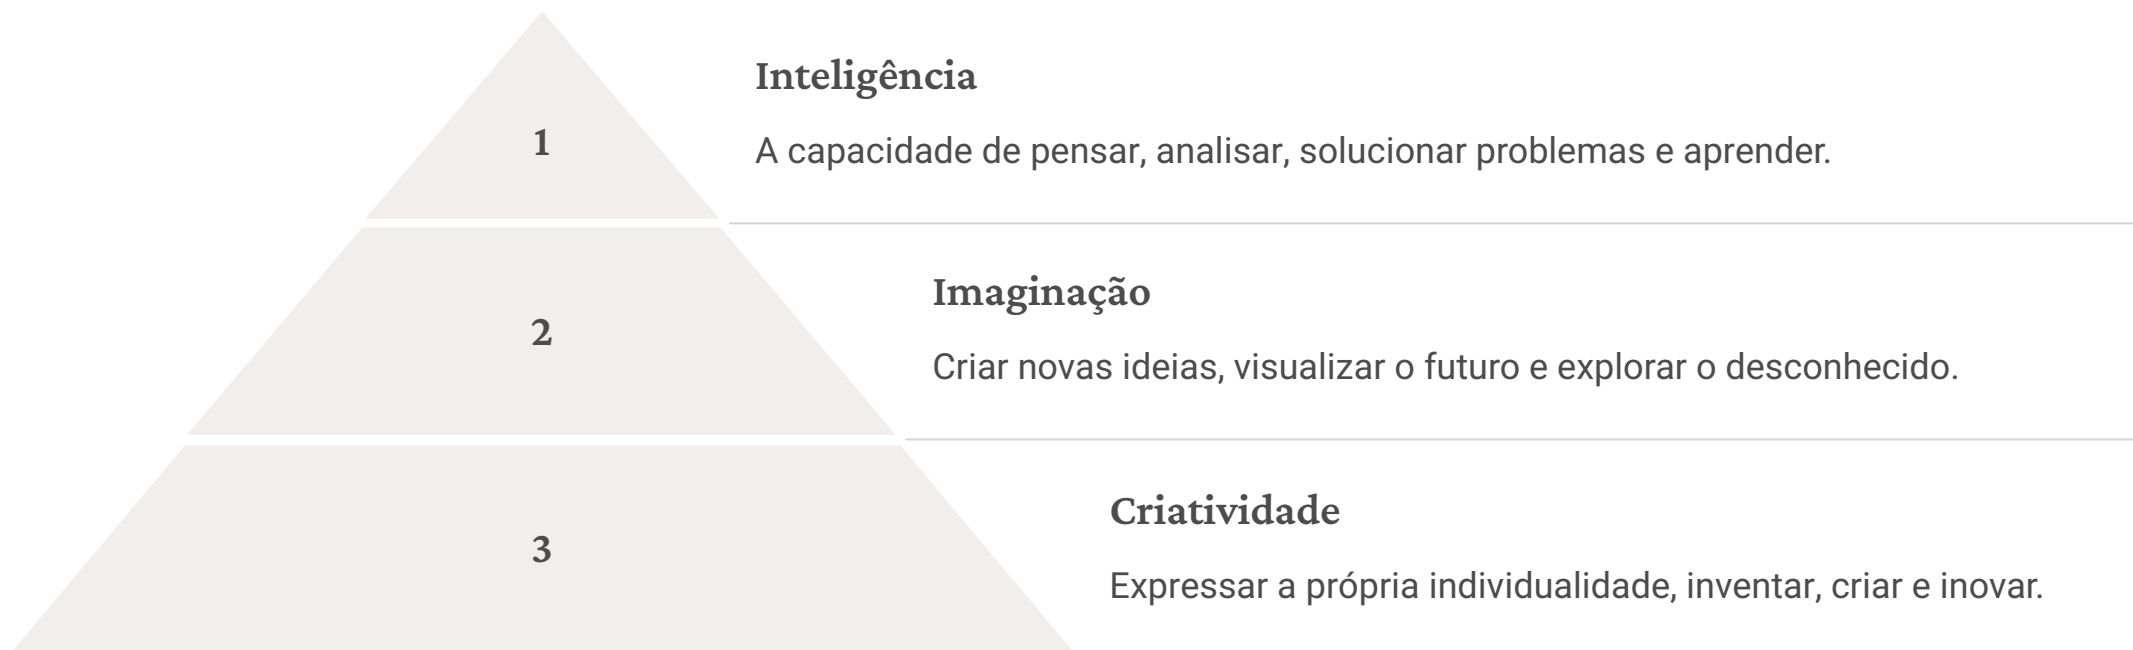 1
Inteligência
A capacidade de pensar, analisar, solucionar problemas e aprender.
2
Imaginação
Criar novas ideias, visualizar o futuro e explorar o desconhecido.
3
Criatividade
Expressar a própria individualidade, inventar, criar e inovar.